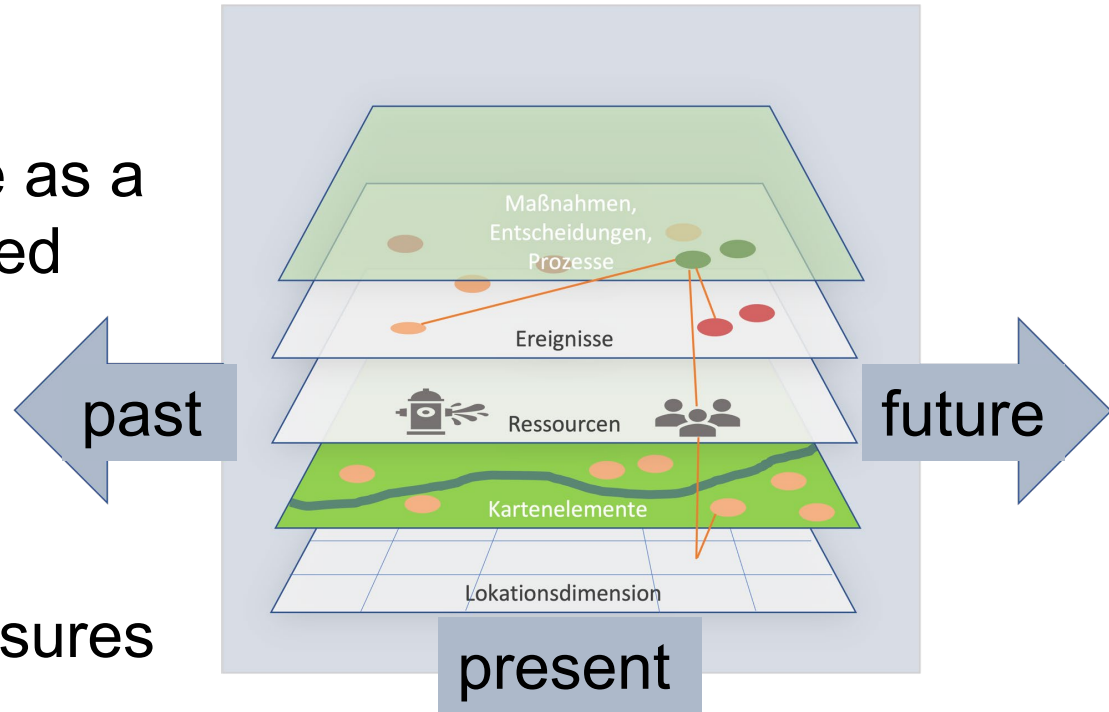 e as a
ed
sures
Maßnahmen,
Entscheidungen,
Prozesse
Ereignisse
Ressourcen
Kartenelemente
Lokationsdimension
past
future
present